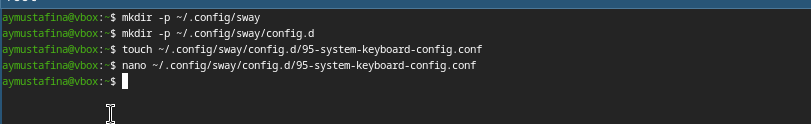 aymustafina@vbox:~$ mkdir -p ~/.config/sway
aymustafina@vbox:~$ mkdir -p ~/.config/sway/config.d
aymustafina@vbox:~$ touch ~/.config/sway/config.d/95-system-keyboard-config.conf
aymustafina@vbox:~$ nano ~/.config/sway/config.d/95-system-keyboard-config.conf
aymustafina@vbox:~$